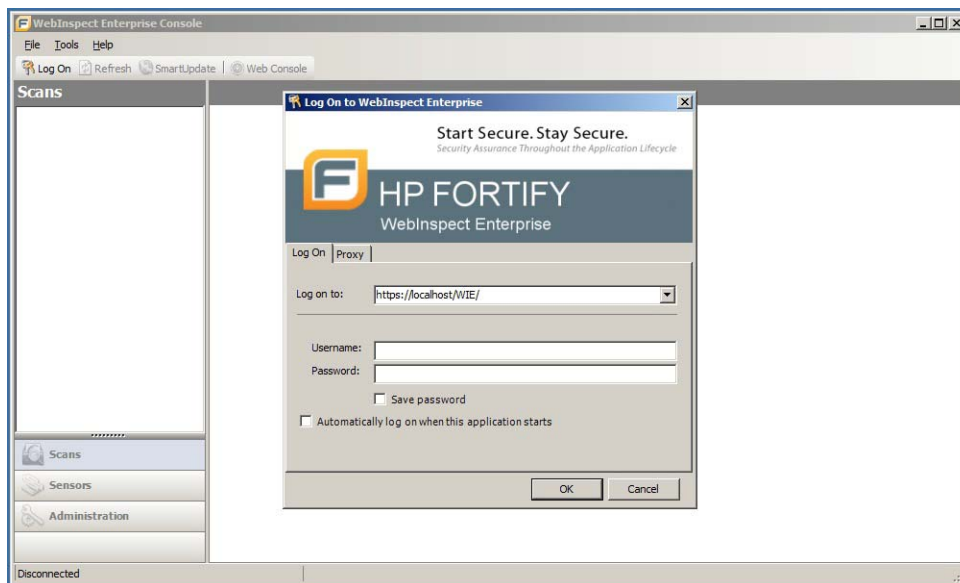 WebInspect Enterprise Console
File Tools Help
Log On Refresh SmartUpdate Web Console
Scans
Log On to WebInspect Enterprise
Start Secure. Stay Secure.
Security Assurance Throughout the Application Lifecycle
F
HP FORTIFY
WebInspect Enterprise
Log On Proxy
Log on to: https://localhost/WIE/
Username:
Password:
Save password
Automatically log on when this application starts
OK Cancel
Scans
Sensors
Administration
Disconnected